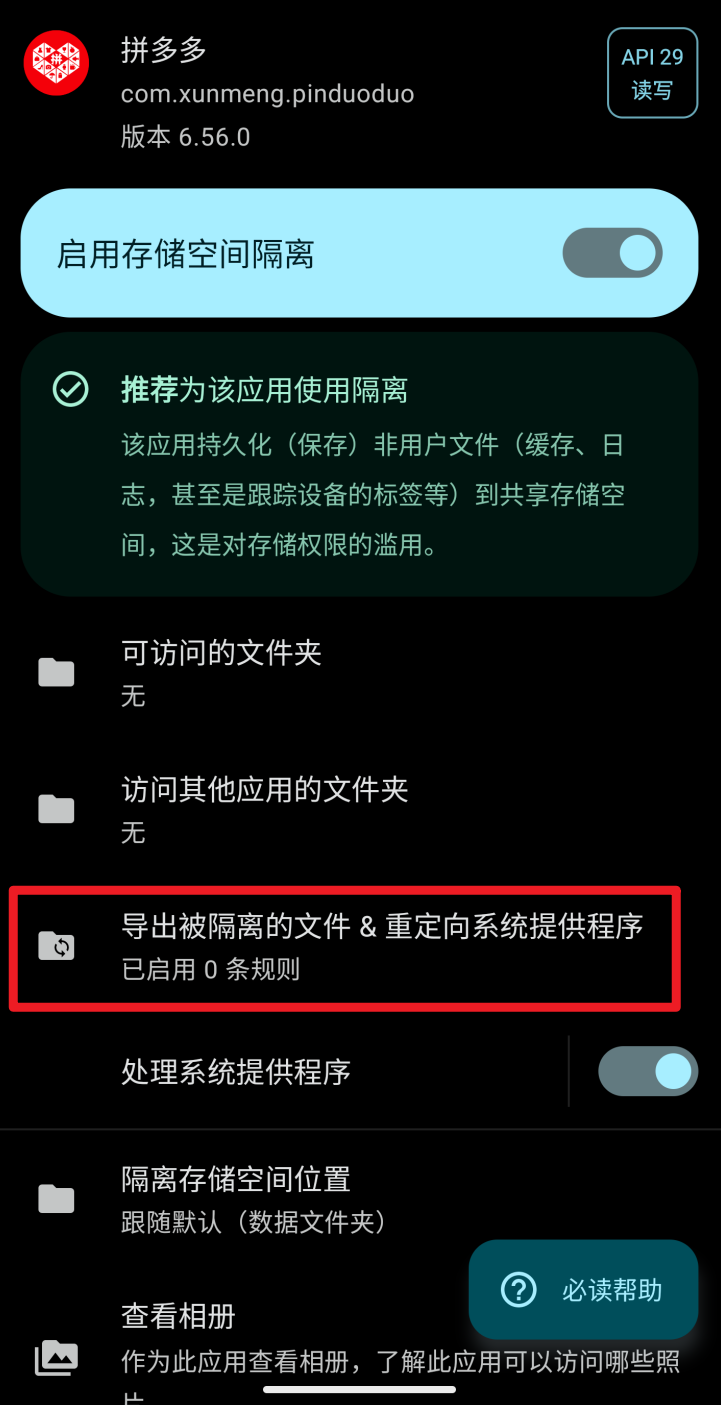 拼多多
com.xunmeng.pinduoduo
版本 6.56.0
API 29
读写
启用存储空间隔离
推荐为该应用使用隔离
该应用持久化（保存）非用户文件（缓存、日
志，甚至是跟踪设备的标签等）到共享存储空
间，这是对存储权限的滥用。
可访问的文件夹
无
访问其他应用的文件夹
无
导出被隔离的文件 & 重定向系统提供程序
已启用 0 条规则
处理系统提供程序
隔离存储空间位置
跟随默认（数据文件夹）
必读帮助
查看相册
作为此应用查看相册，了解此应用可以访问哪些照
片